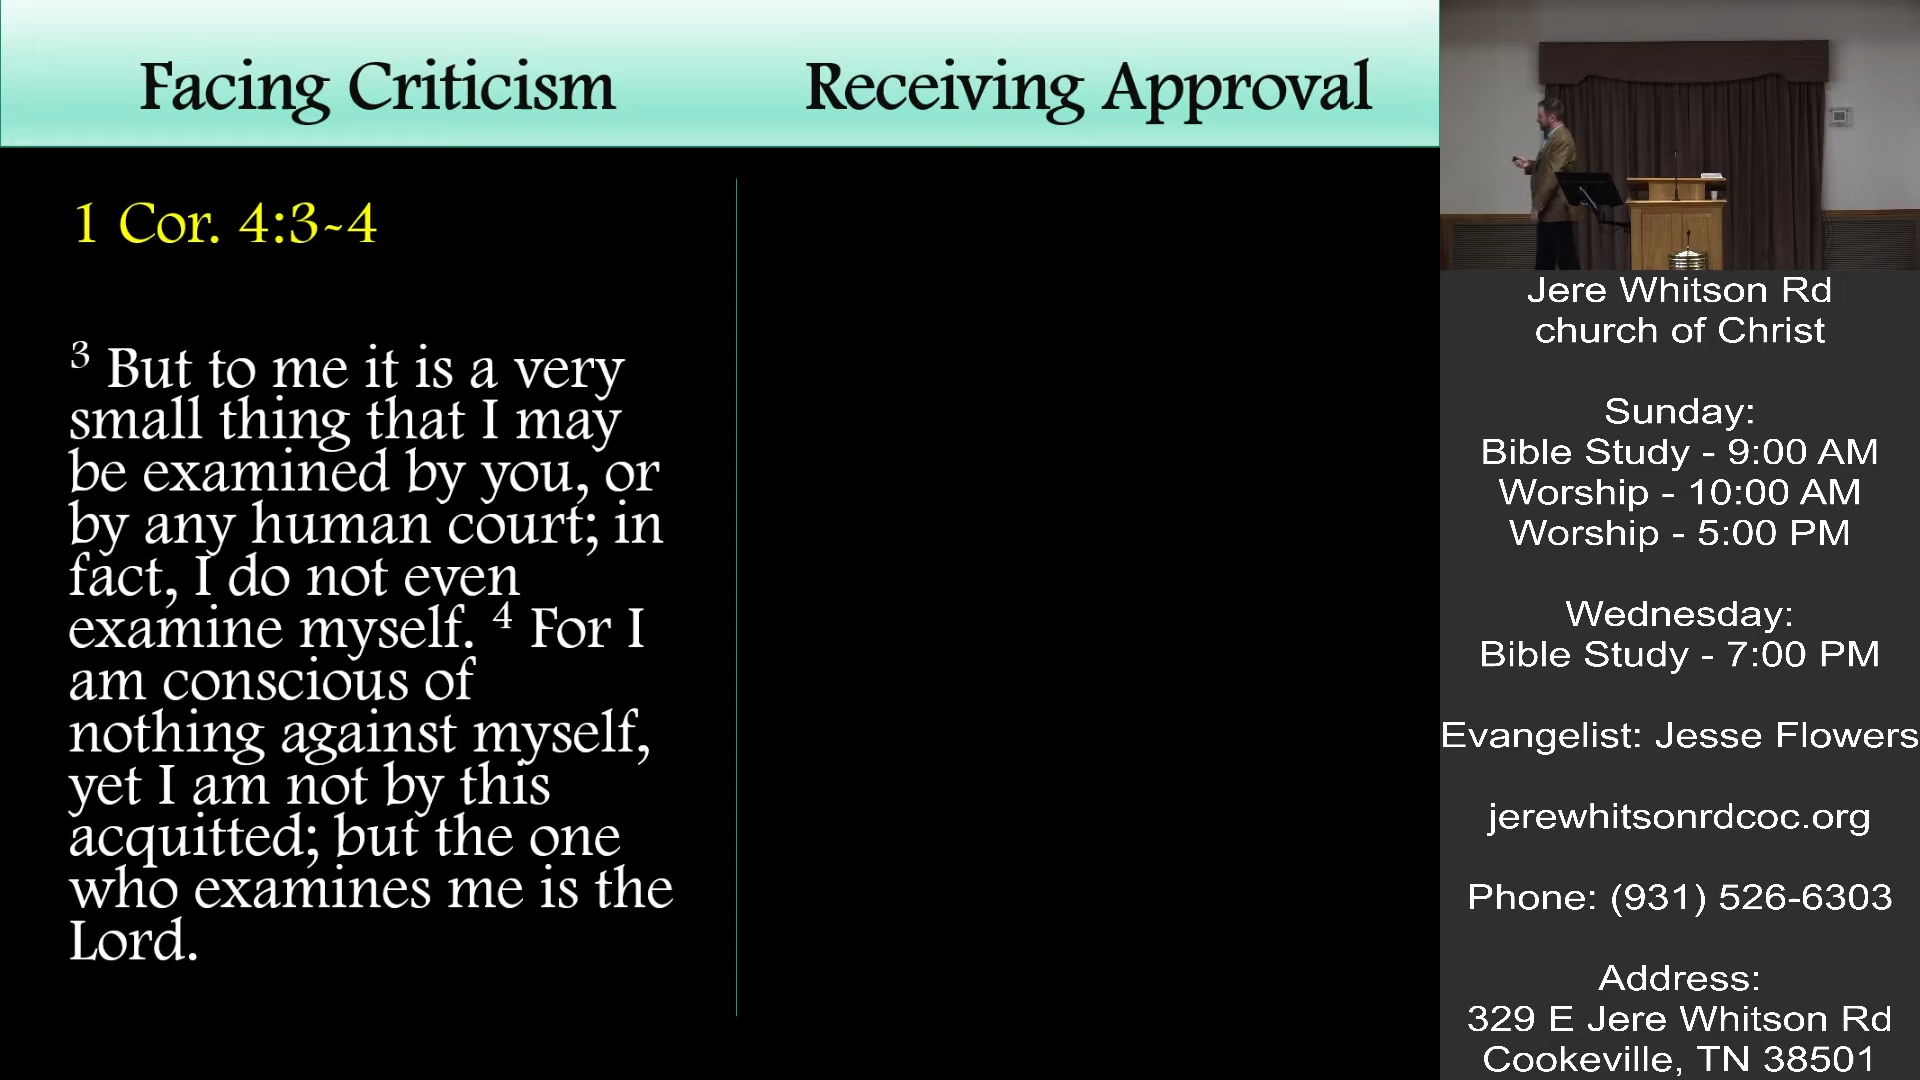 Facing Criticism
Receiving Approval
1 Cor. 4:3-4
3 But to me it is a very
small thing that I may
be examined by you, or
by any human court; in
fact, I do not even
examine myself. 4 For I
am conscious of
nothing against myself,
yet I am not by this
acquitted; but the one
who examines me is the
Lord.
Jere Whitson Rd
church of Christ
Sunday:
Bible Study - 9:00 AM
Worship - 10:00 AM
Worship - 5:00 PM
Wednesday:
Bible Study - 7:00 PM
Evangelist: Jesse Flowers
jerewhitsonrdcoc.org
Phone: (931) 526-6303
Address:
329 E Jere Whitson Rd
Cookeville, TN 38501